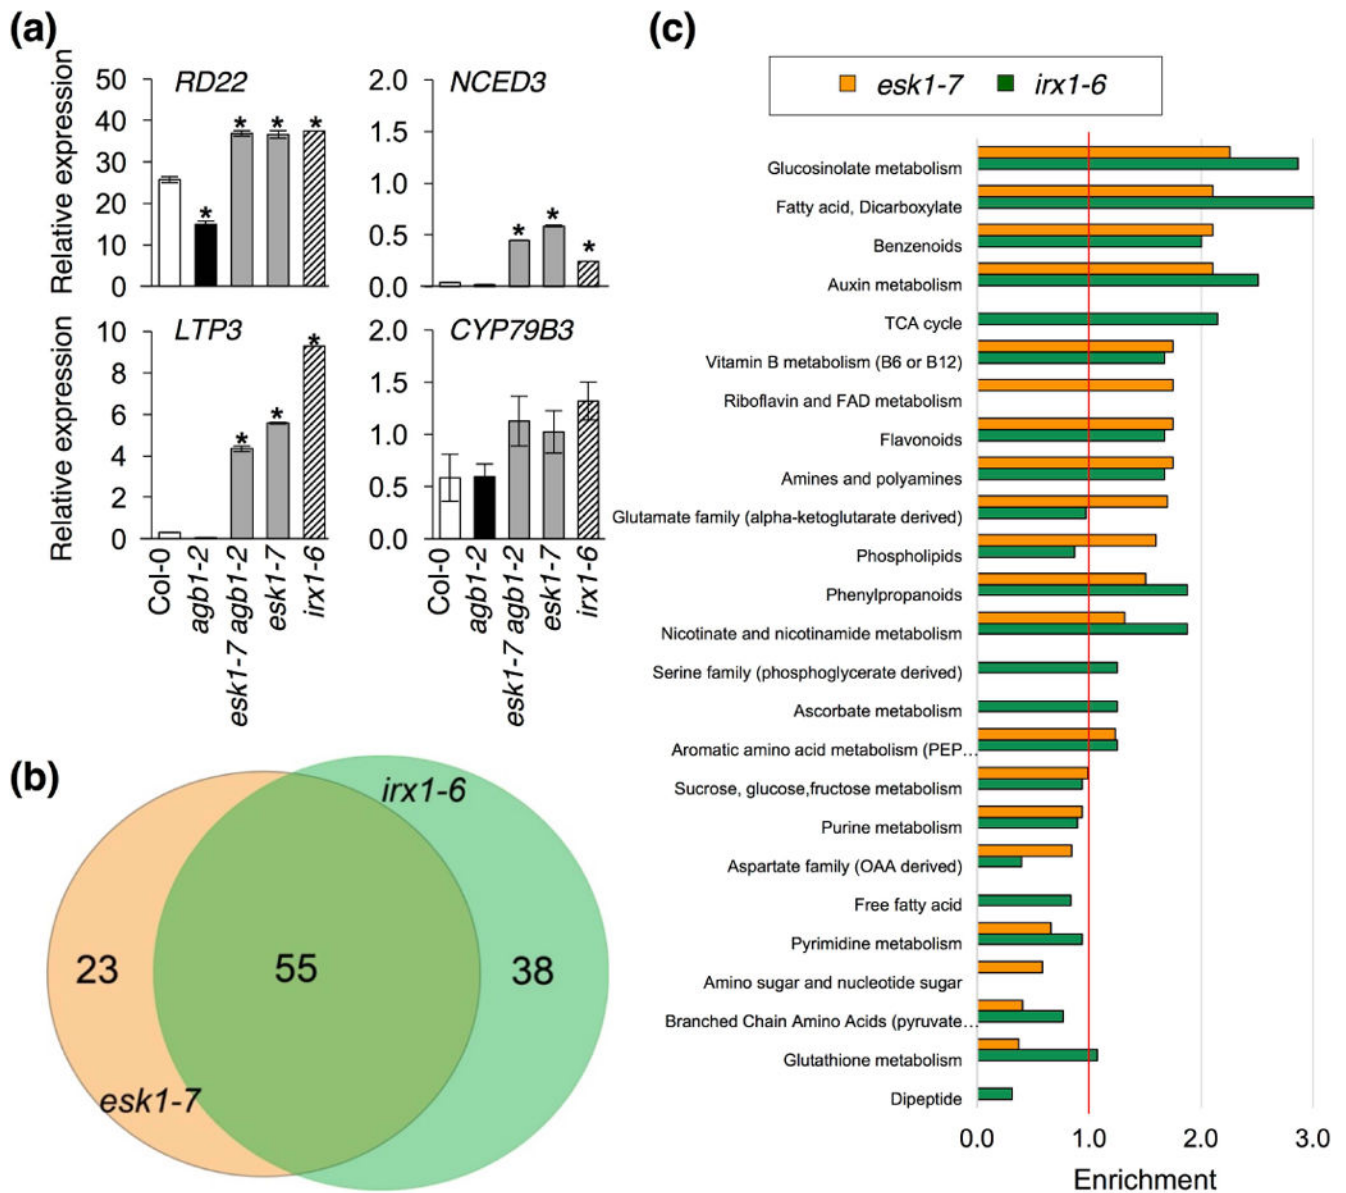 (a)
RD22
Relative expression
50
40
30
20
10
0
*
*
*
*
NCED3
2.0
1.5
1.0
0.5
0.0
*
*
*
LTP3
Relative expression
10
8
6
4
2
0
*
*
*
Col-0
agb1-2
esk1-7 agb1-2
esk1-7
irx1-6
CYP79B3
2.0
1.5
1.0
0.5
0.0
Col-0
agb1-2
esk1-7 agb1-2
esk1-7
irx1-6
(b)
irx1-6
23
55
38
esk1-7
(c)
esk1-7 irx1-6
Glucosinolate metabolism
Fatty acid, Dicarboxylate
Benzenoids
Auxin metabolism
TCA cycle
Vitamin B metabolism (B6 or B12)
Riboflavin and FAD metabolism
Flavonoids
Amines and polyamines
Glutamate family (alpha-ketoglutarate derived)
Phospholipids
Phenylpropanoids
Nicotinate and nicotinamide metabolism
Serine family (phosphoglycerate derived)
Ascorbate metabolism
Aromatic amino acid metabolism (PEP…
Sucrose, glucose,fructose metabolism
Purine metabolism
Aspartate family (OAA derived)
Free fatty acid
Pyrimidine metabolism
Amino sugar and nucleotide sugar
Branched Chain Amino Acids (pyruvate…
Glutathione metabolism
Dipeptide
0.0 1.0 2.0 3.0
Enrichment